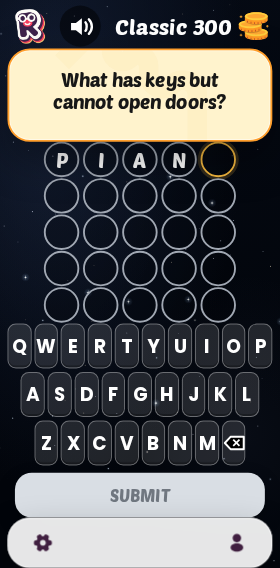 Classic 300
What has keys but
cannot open doors?
P I A N
Q W E R T Y U I O P
A S D F G H J K L
Z X C V B N M
SUBMIT